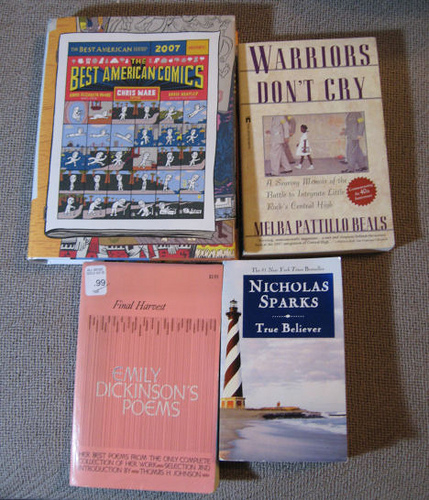 THE BEST AMERICAN SERIES 2007
THE
BEST AMERICAN COMICS
CHRIS WARE
WARRIORS
DON'T CRY
A Searing Memoir of the
Battle to Integrate Little
Rock's Central High
MELBA PATTILLO BEALS
.99
Final Harvest
EMILY
DICKINSON'S
POEMS
HER BEST POEMS FROM THE ONLY COMPLETE
COLLECTION OF HER WORK SELECTION AND
INTRODUCTION BY THOMAS H. JOHNSON
#1 New York Times Bestseller
NICHOLAS
SPARKS
True Believer